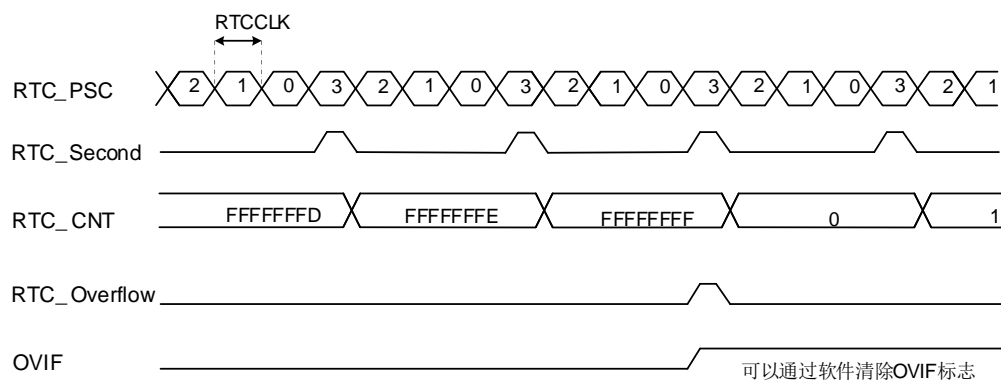 RTCCLK
RTC_PSC 2 1 0 3 2 1 0 3 2 1 0 3 2 1 0 3 2 1
RTC_Second
RTC_CNT FFFFFFFD FFFFFFFE FFFFFFFF 0 1
RTC_Overflow
OVIF
可以通过软件清除OVIF标志